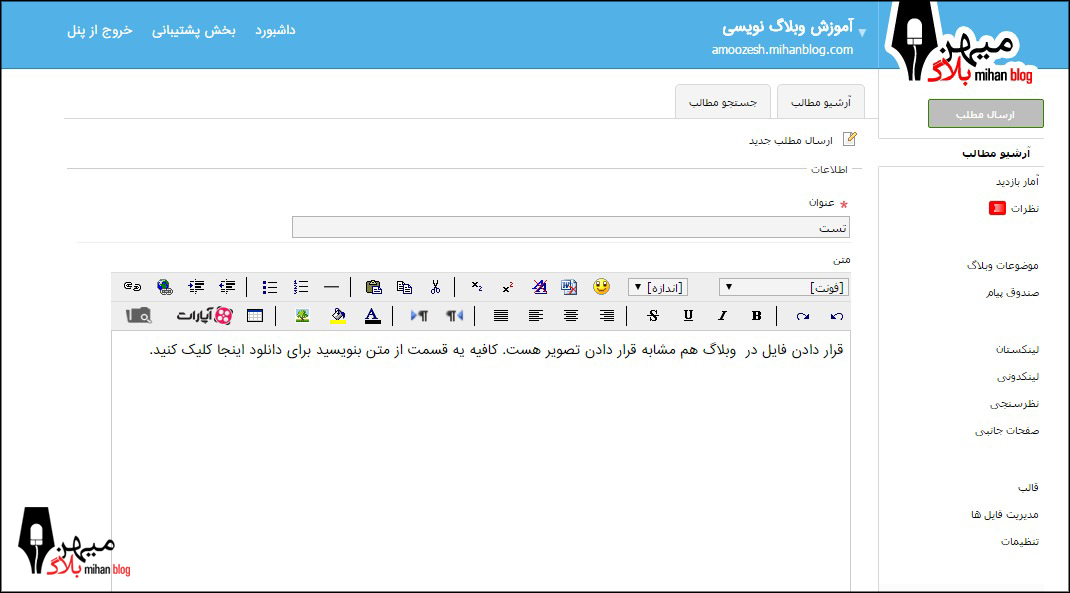 میهن بلاگ mihan blog
آموزش وبلاگ نویسی
amoozesh.mihanblog.com
داشبورد
بخش پشتیبانی
خروج از پنل
ارسال مطلب
آرشیو مطالب
آمار بازدید
نظرات
موضوعات وبلاگ
صندوق پیام
لینکستان
لینکدونی
نظرسنجی
صفحات جانبی
قالب
مدیریت فایل ها
تنظیمات
آرشیو مطالب
جستجو مطالب
ارسال مطلب جدید
اطلاعات
* عنوان
تست
متن
[فونت]
[اندازه]
B I U S
آپارات
قرار دادن فایل در وبلاگ هم مشابه قرار دادن تصویر هست. کافیه یه قسمت از متن بنویسید برای دانلود اینجا کلیک کنید.
میهن بلاگ mihan blog